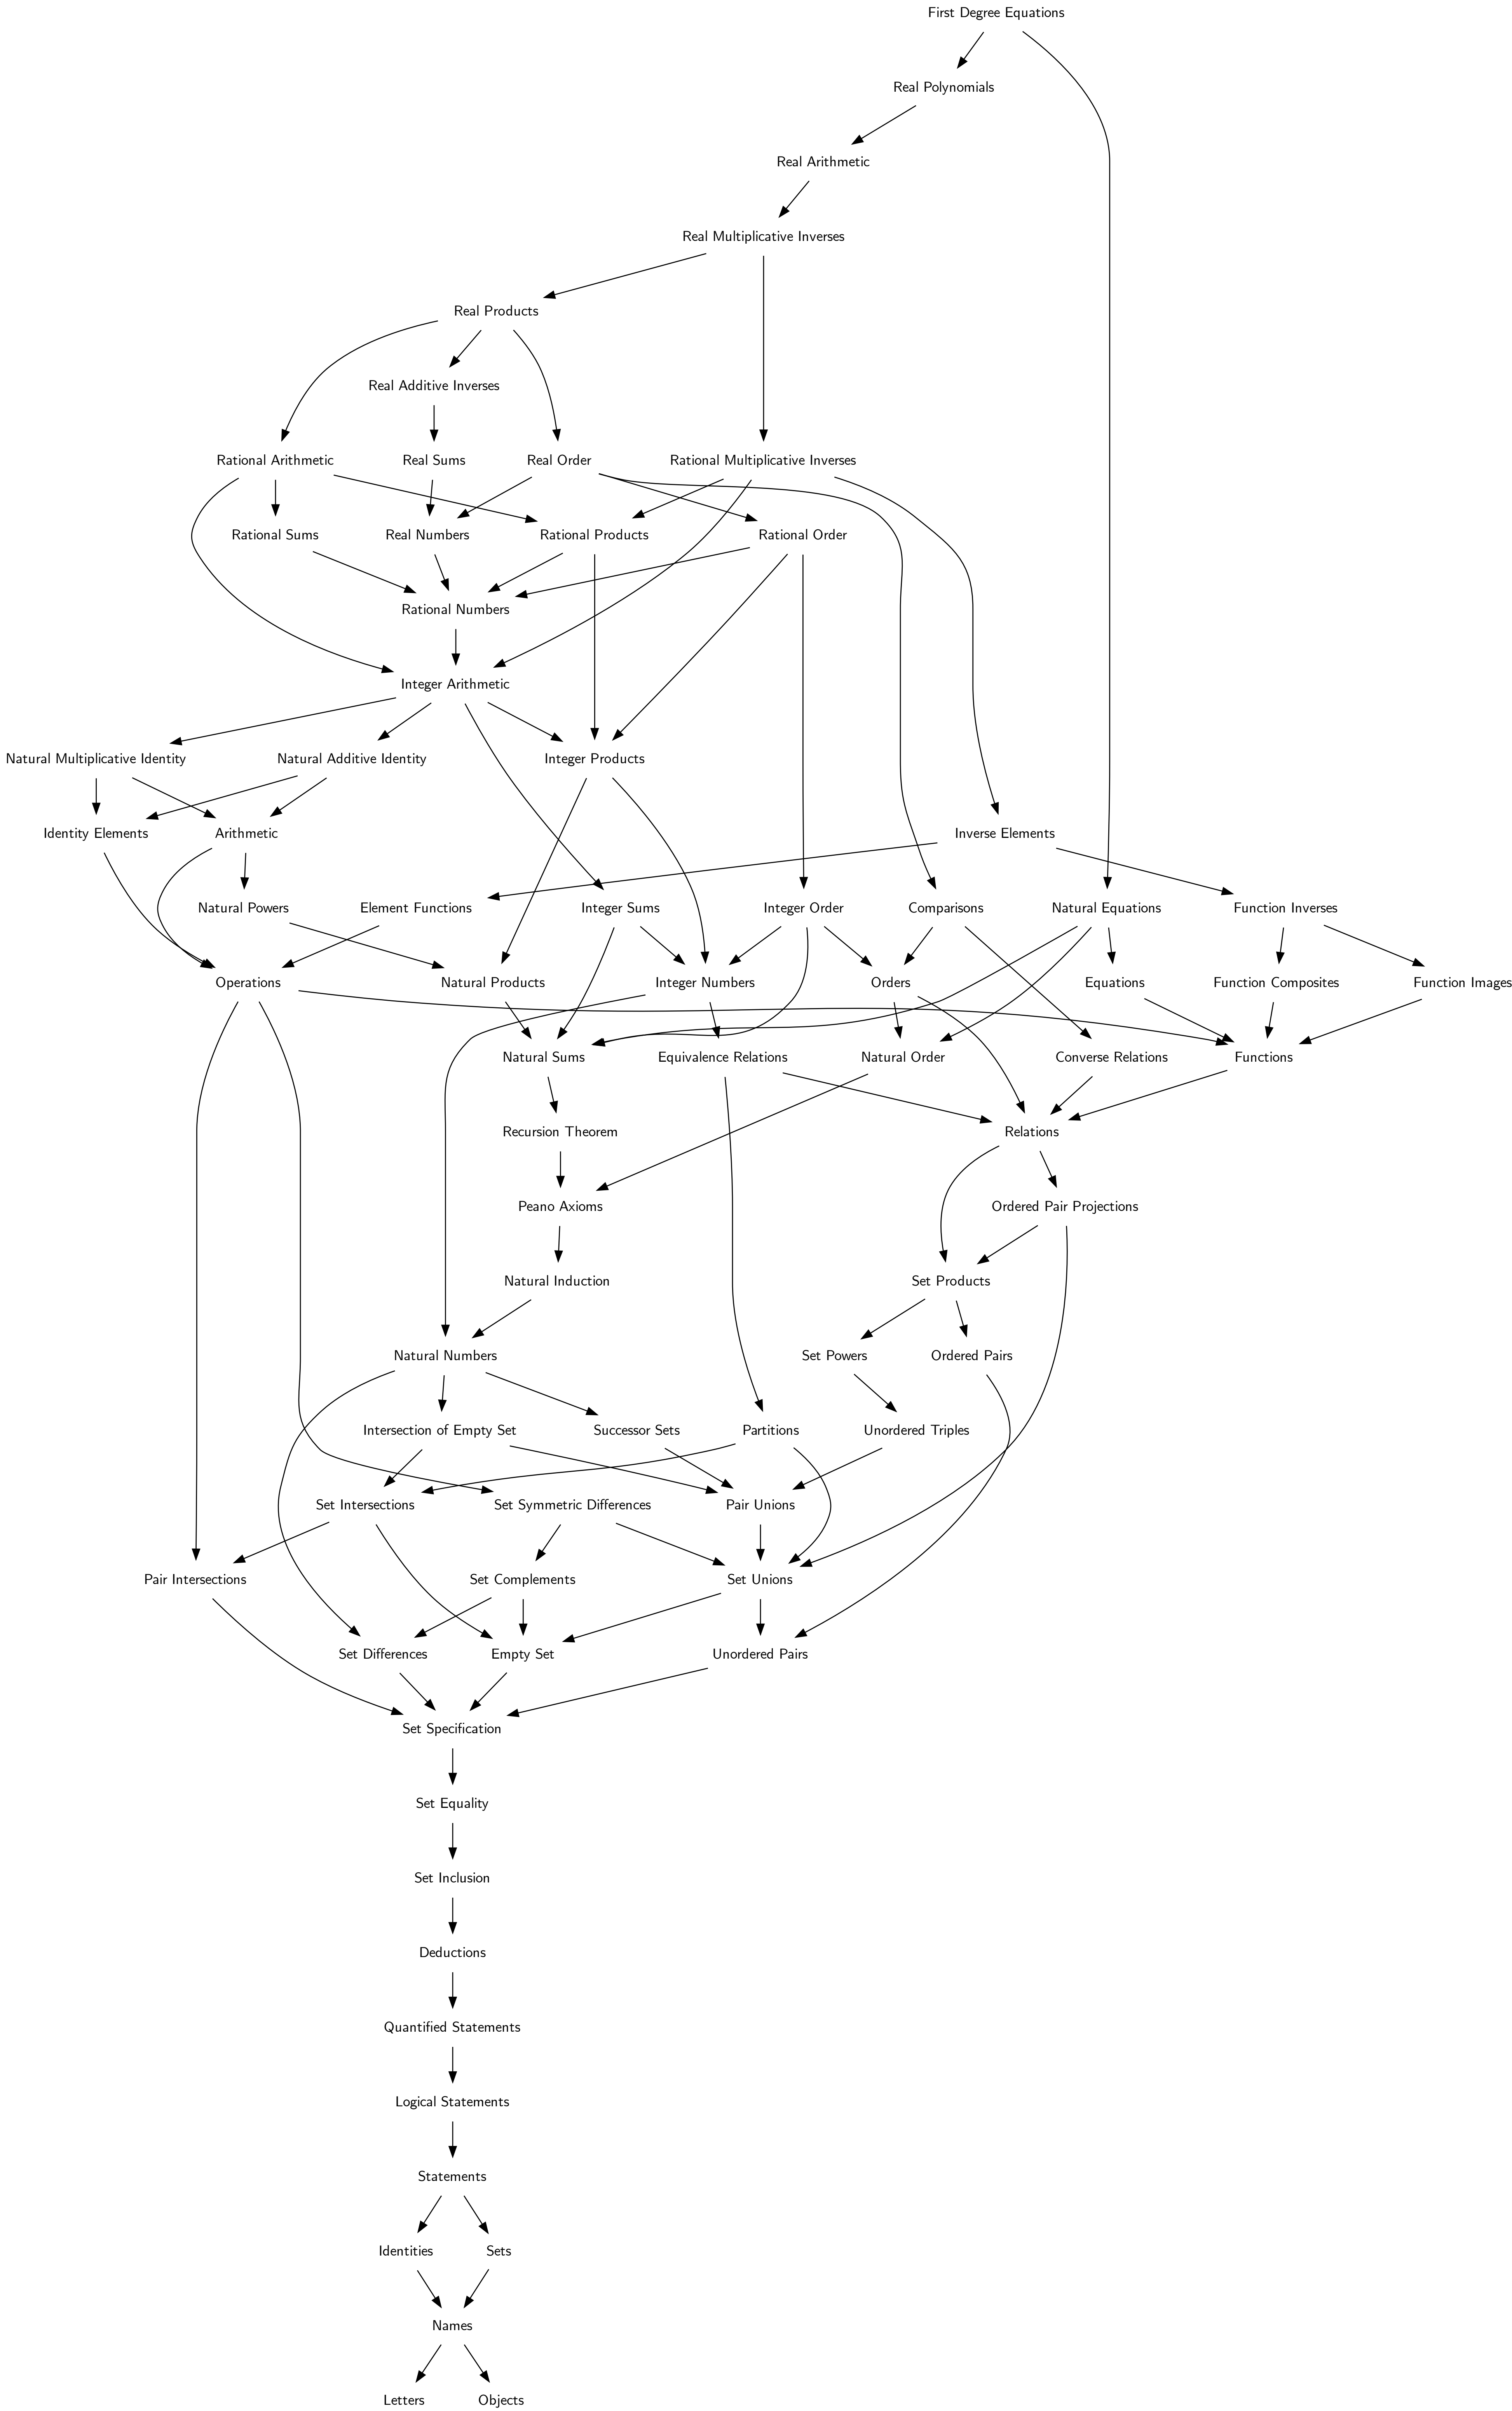 First Degree Equations
Real Polynomials
Real Arithmetic
Real Multiplicative Inverses
Real Products
Real Additive Inverses
Rational Arithmetic
Real Sums
Real Order
Rational Multiplicative Inverses
Rational Sums
Real Numbers
Rational Products
Rational Order
Rational Numbers
Integer Arithmetic
Natural Multiplicative Identity
Natural Additive Identity
Integer Products
Identity Elements
Arithmetic
Inverse Elements
Natural Powers
Element Functions
Integer Sums
Integer Order
Comparisons
Natural Equations
Function Inverses
Operations
Natural Products
Integer Numbers
Orders
Equations
Function Composites
Function Images
Natural Sums
Equivalence Relations
Natural Order
Converse Relations
Functions
Recursion Theorem
Relations
Peano Axioms
Ordered Pair Projections
Natural Induction
Set Products
Natural Numbers
Set Powers
Ordered Pairs
Intersection of Empty Set
Successor Sets
Partitions
Unordered Triples
Set Intersections
Set Symmetric Differences
Pair Unions
Pair Intersections
Set Complements
Set Unions
Set Differences
Empty Set
Unordered Pairs
Set Specification
Set Equality
Set Inclusion
Deductions
Quantified Statements
Logical Statements
Statements
Identities
Sets
Names
Letters
Objects